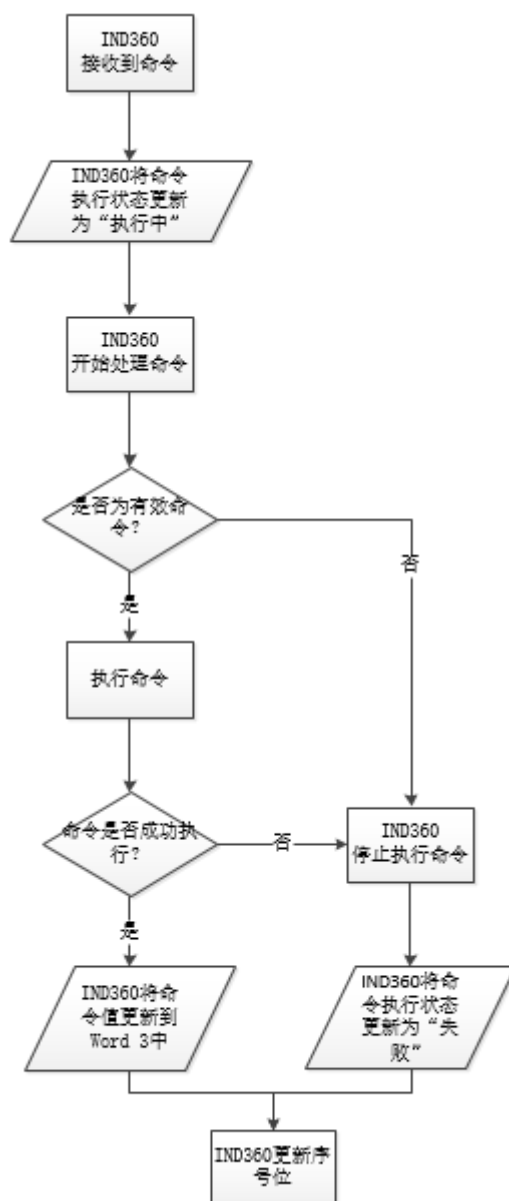 IND360
接收到命令
IND360将命令
执行状态更新
为“执行中”
IND360
开始处理命令
是否为有效命
令?
否
是
执行命令
命令是否成功执
行?
否
IND360
停止执行命令
是
IND360将命
令值更新到
Word 3中
IND360将命
令执行状态
更新为“失
败”
IND360更新序
号位